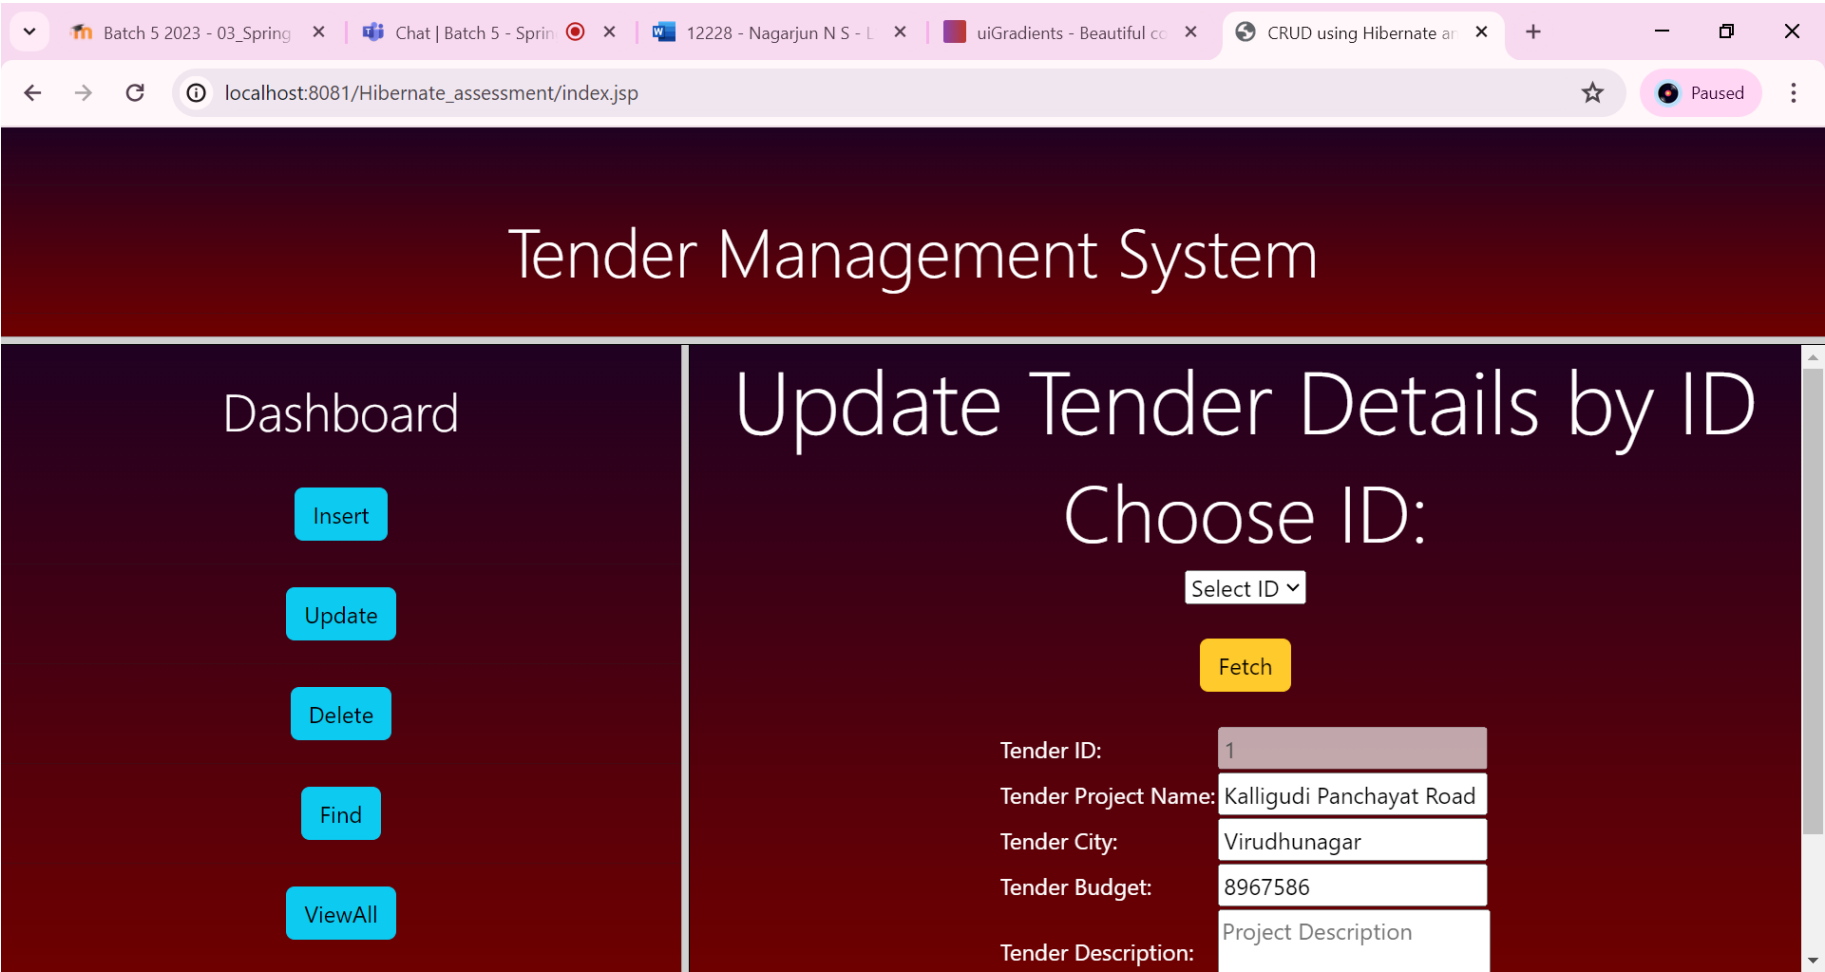 Batch 5 2023 - 03_Spring
Chat | Batch 5 - Sprin
12228 - Nagarjun N S - L
uiGradients - Beautiful co
CRUD using Hibernate an
localhost:8081/Hibernate_assessment/index.jsp
Paused
Tender Management System
Dashboard
Insert
Update
Delete
Find
ViewAll
Update Tender Details by ID
Choose ID:
Select ID
Fetch
Tender ID: 1
Tender Project Name: Kalligudi Panchayat Road
Tender City: Virudhunagar
Tender Budget: 8967586
Tender Description: Project Description